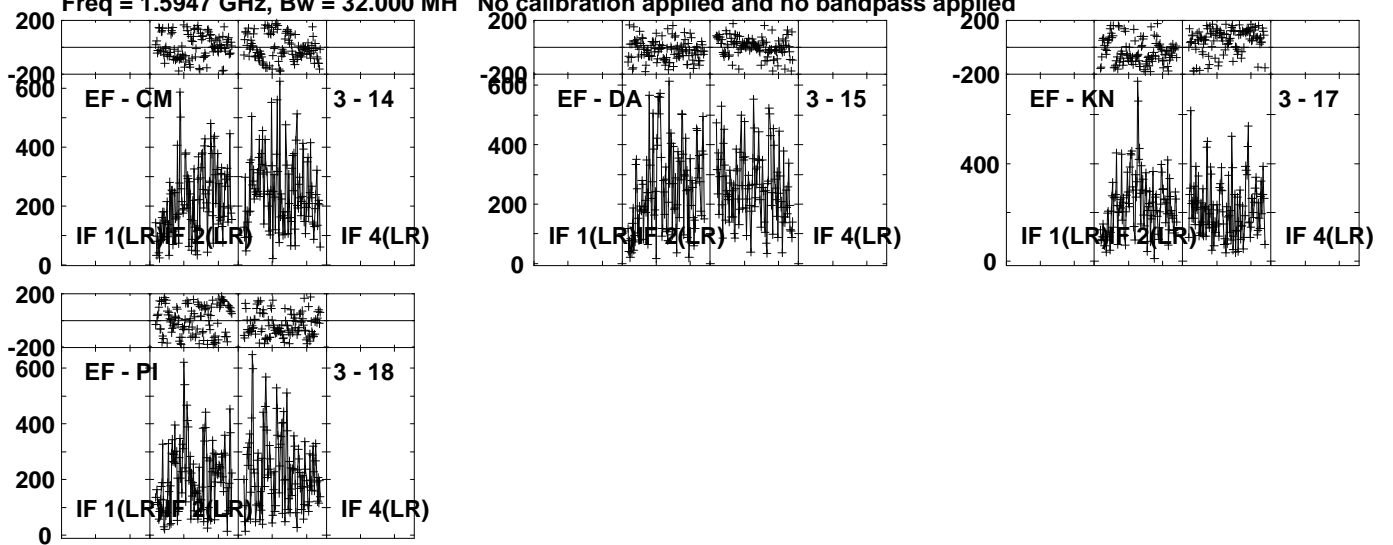 Freq = 1.5947 GHz, Bw = 32.000 MH No calibration applied and no bandpass applied
200
-200
600
EF - CM
3 - 14
400
200
IF 1(LR)
IF 2(LR)
IF 4(LR)
0
-200
600
EF - DA
3 - 15
400
200
IF 1(LR)
IF 2(LR)
IF 4(LR)
0
200
-200
EF - KN
3 - 17
400
200
IF 1(LR)
IF 2(LR)
IF 4(LR)
0
200
-200
600
EF - PI
3 - 18
400
200
IF 1(LR)
IF 2(LR)
IF 4(LR)
0